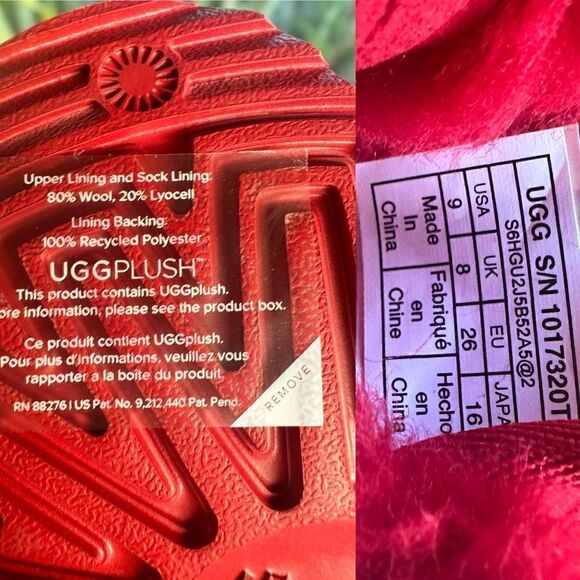 Upper Lining and Sock Lining:
80% Wool, 20% Lyocell
Lining Backing:
100% Recycled Polyester
UGGPLUSH™
This product contains UGGplush.
ore information, please see the product box.
Ce produit contient UGGplush.
Pour plus d'informations, veuillez vous
rapporter a la boîte du produit.
RN 88276 | US Pat. No. 9,212,440 Pat. Pend.
REMOVE
UGG S/N 1017320T
S6HGU2J5B52A5@2
USA UK EU JAPA
9 8 26 16
Made Fabriqué Hecho
In en en
China Chine China